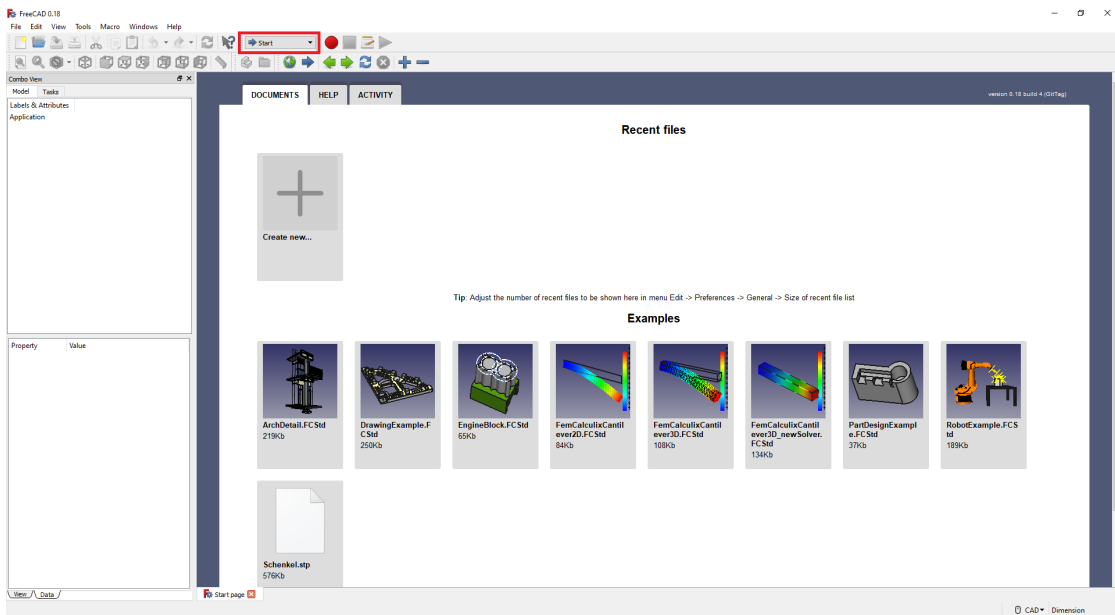 FreeCAD 0.18
File Edit View Tools Macro Windows Help
Start
Combo View
Model Tasks
Labels & Attributes
Application
Property Value
View Data
DOCUMENTS HELP ACTIVITY
version 0.18 build 4 (GitTag)
Recent files
Create new...
Tip: Adjust the number of recent files to be shown here in menu Edit -> Preferences -> General -> Size of recent file list
Examples
ArchDetail.FCStd
219Kb
DrawingExample.F
CStd
250Kb
EngineBlock.FCStd
65Kb
FemCalculixCantil
ever2D.FCStd
84Kb
FemCalculixCantil
ever3D.FCStd
108Kb
FemCalculixCantil
ever3D_newSolver.
FCStd
134Kb
PartDesignExampl
e.FCStd
37Kb
RobotExample.FCS
td
189Kb
Schenkel.stp
576Kb
Start page
CAD Dimension